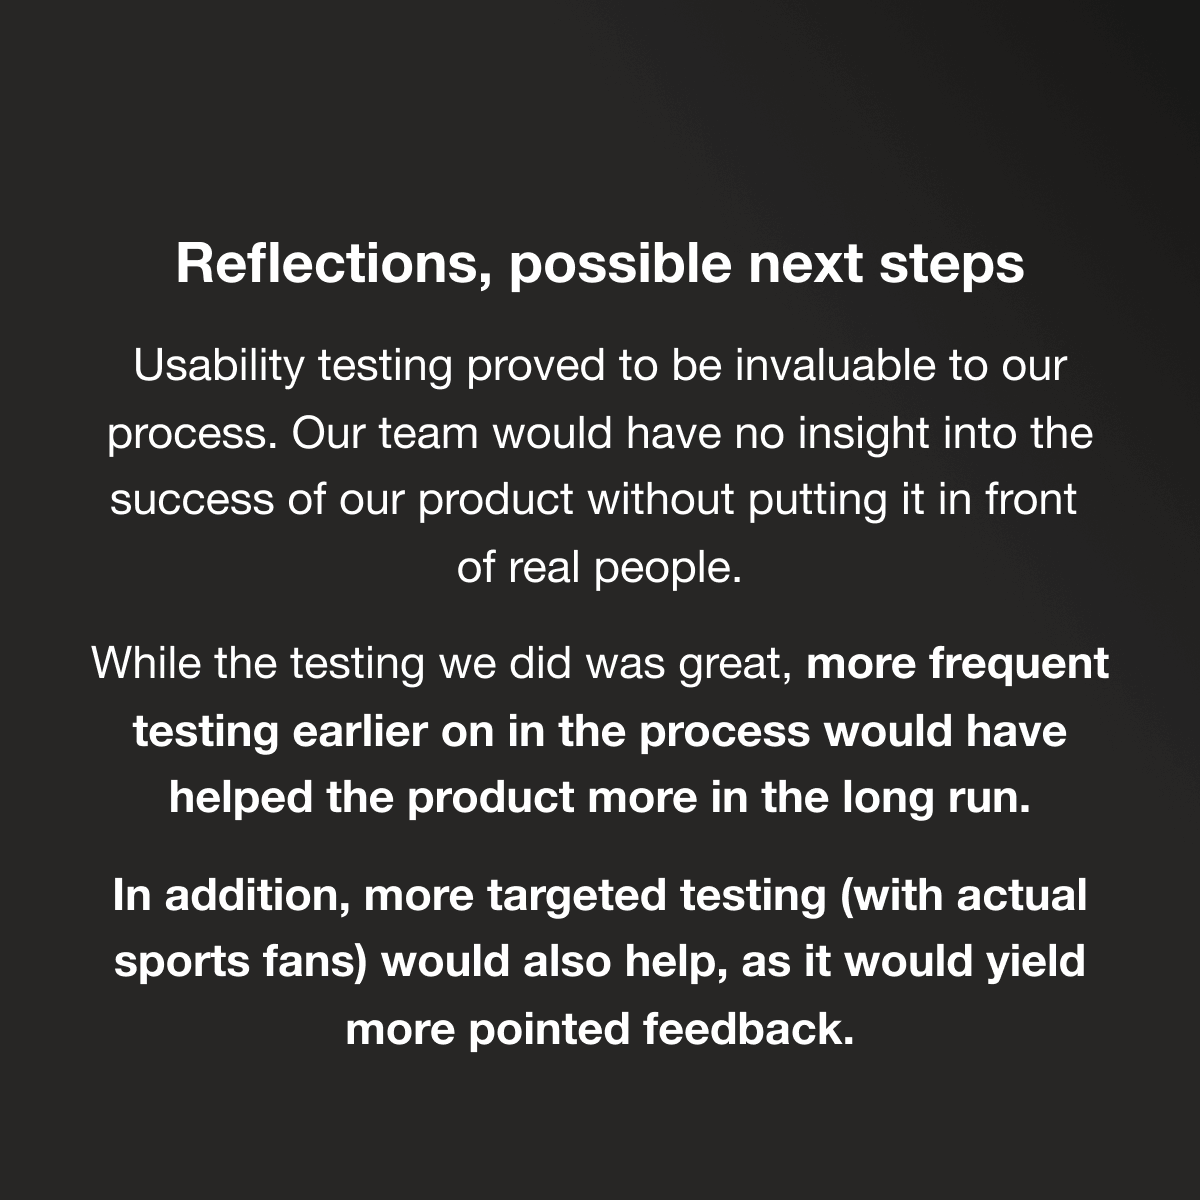 Reflections, possible next steps
Usability testing proved to be invaluable to our
process. Our team would have no insight into the
success of our product without putting it in front
of real people.
While the testing we did was great, more frequent
testing earlier on in the process would have
helped the product more in the long run.
In addition, more targeted testing (with actual
sports fans) would also help, as it would yield
more pointed feedback.